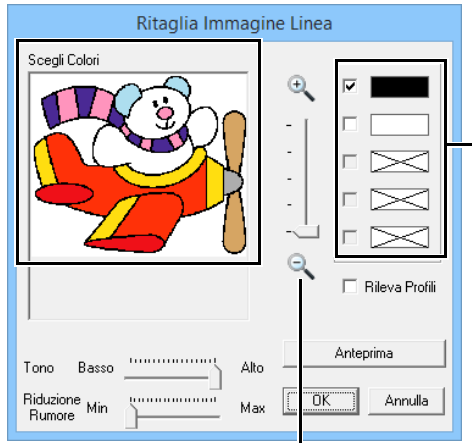 Ritaglia Immagine Linea
Scegli Colori
Rileva Profili
Anteprima
Tono Basso Alto
Riduzione
Rumore Min Max
OK Annulla